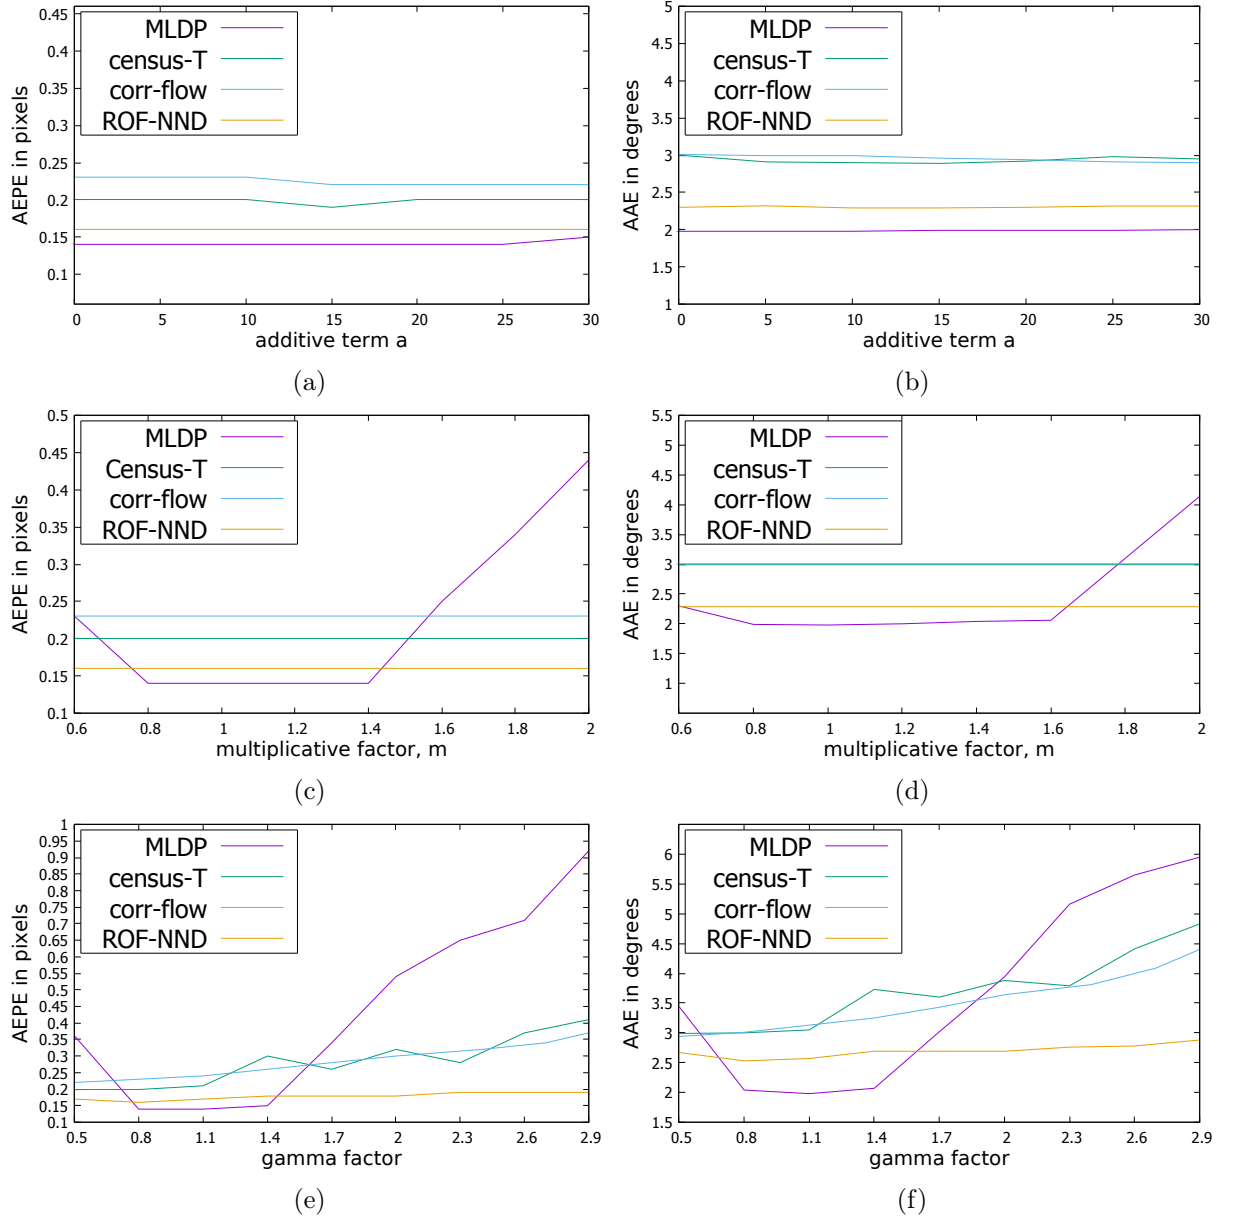 0.45
0.4
0.35
0.3
0.25
0.2
0.15
0.1
AEPE in pixels
MLDP
census-T
corr-flow
ROF-NND
0 5 10 15 20 25 30
additive term a
(a)
5
4.5
4
3.5
3
2.5
2
1.5
1
AAE in degrees
MLDP
census-T
corr-flow
ROF-NND
0 5 10 15 20 25 30
additive term a
(b)
0.5
0.45
0.4
0.35
0.3
0.25
0.2
0.15
0.1
AEPE in pixels
MLDP
Census-T
corr-flow
ROF-NND
0.6 0.8 1 1.2 1.4 1.6 1.8 2
multiplicative factor, m
(c)
5.5
5
4.5
4
3.5
3
2.5
2
1.5
1
AAE in degrees
MLDP
census-T
corr-flow
ROF-NND
0.6 0.8 1 1.2 1.4 1.6 1.8 2
multiplicative factor, m
(d)
1
0.95
0.9
0.85
0.8
0.75
0.7
0.65
0.6
0.55
0.5
0.45
0.4
0.35
0.3
0.25
0.2
0.15
0.1
AEPE in pixels
MLDP
census-T
corr-flow
ROF-NND
0.5 0.8 1.1 1.4 1.7 2 2.3 2.6 2.9
gamma factor
(e)
6
5.5
5
4.5
4
3.5
3
2.5
2
1.5
AAE in degrees
MLDP
census-T
corr-flow
ROF-NND
0.5 0.8 1.1 1.4 1.7 2 2.3 2.6 2.9
gamma factor
(f)